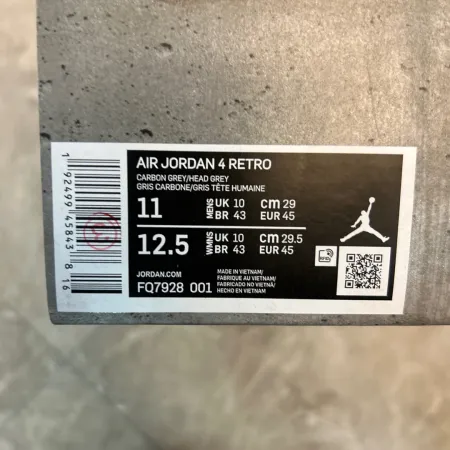 AIR JORDAN 4 RETRO
CARBON GREY/HEAD GREY
GRIS CARBONE/GRIS TÊTE HUMAINE
11 MENS UK 10 CM 29
BR 43 EUR 45
12.5 WMNS UK 10 CM 29.5
BR 43 EUR 45
JORDAN.COM
FQ7928 001
MADE IN VIETNAM/
FABRIQUE AU VIETNAM/
FABRICADO NO VIETNÃ/
HECHO EN VIETNAM
1 92499 45843 8 16